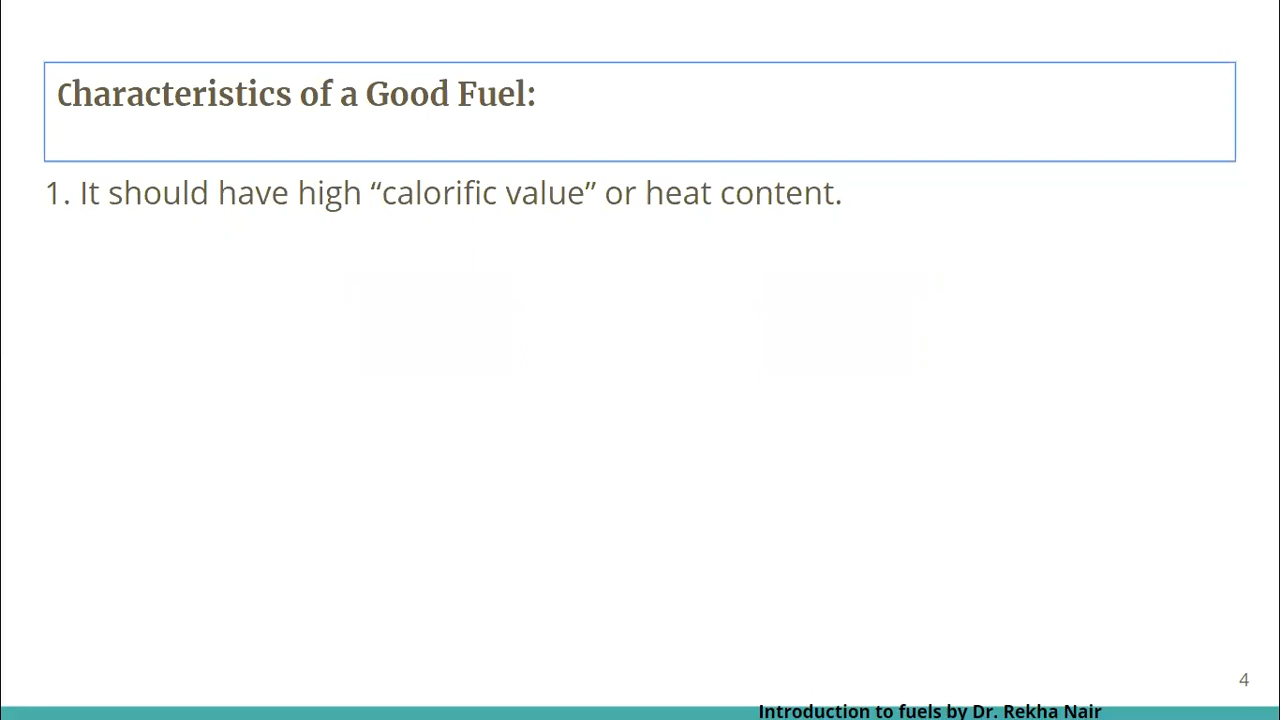 Characteristics of a Good Fuel:
1. It should have high “calorific value” or heat content.
4
Introduction to fuels by Dr. Rekha Nair